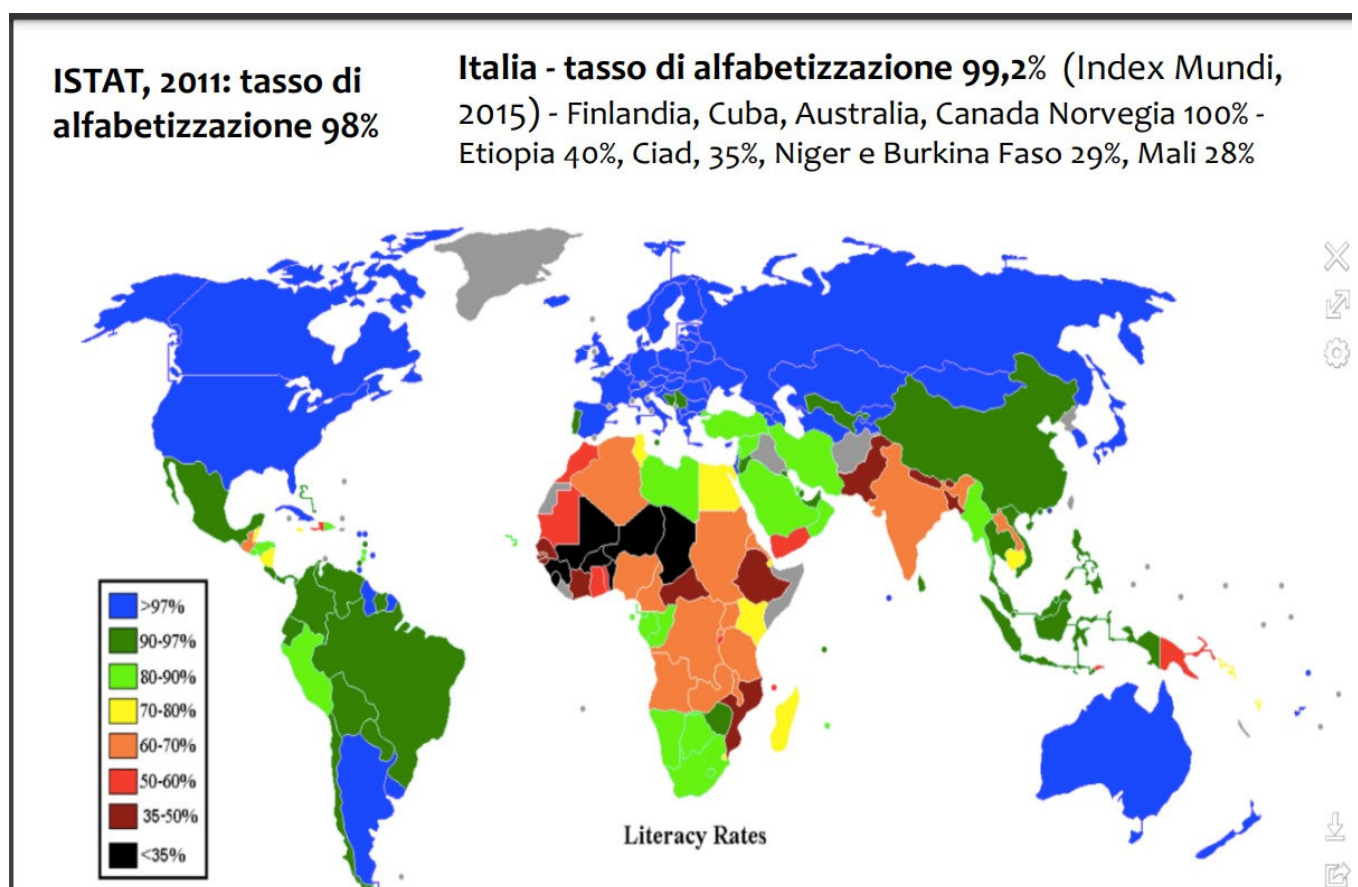 ISTAT, 2011: tasso di
alfabetizzazione 98%
Italia - tasso di alfabetizzazione 99,2% (Index Mundi,
2015) - Finlandia, Cuba, Australia, Canada Norvegia 100% -
Etiopia 40%, Ciad, 35%, Niger e Burkina Faso 29%, Mali 28%
>97%
90-97%
80-90%
70-80%
60-70%
50-60%
35-50%
<35%
Literacy Rates